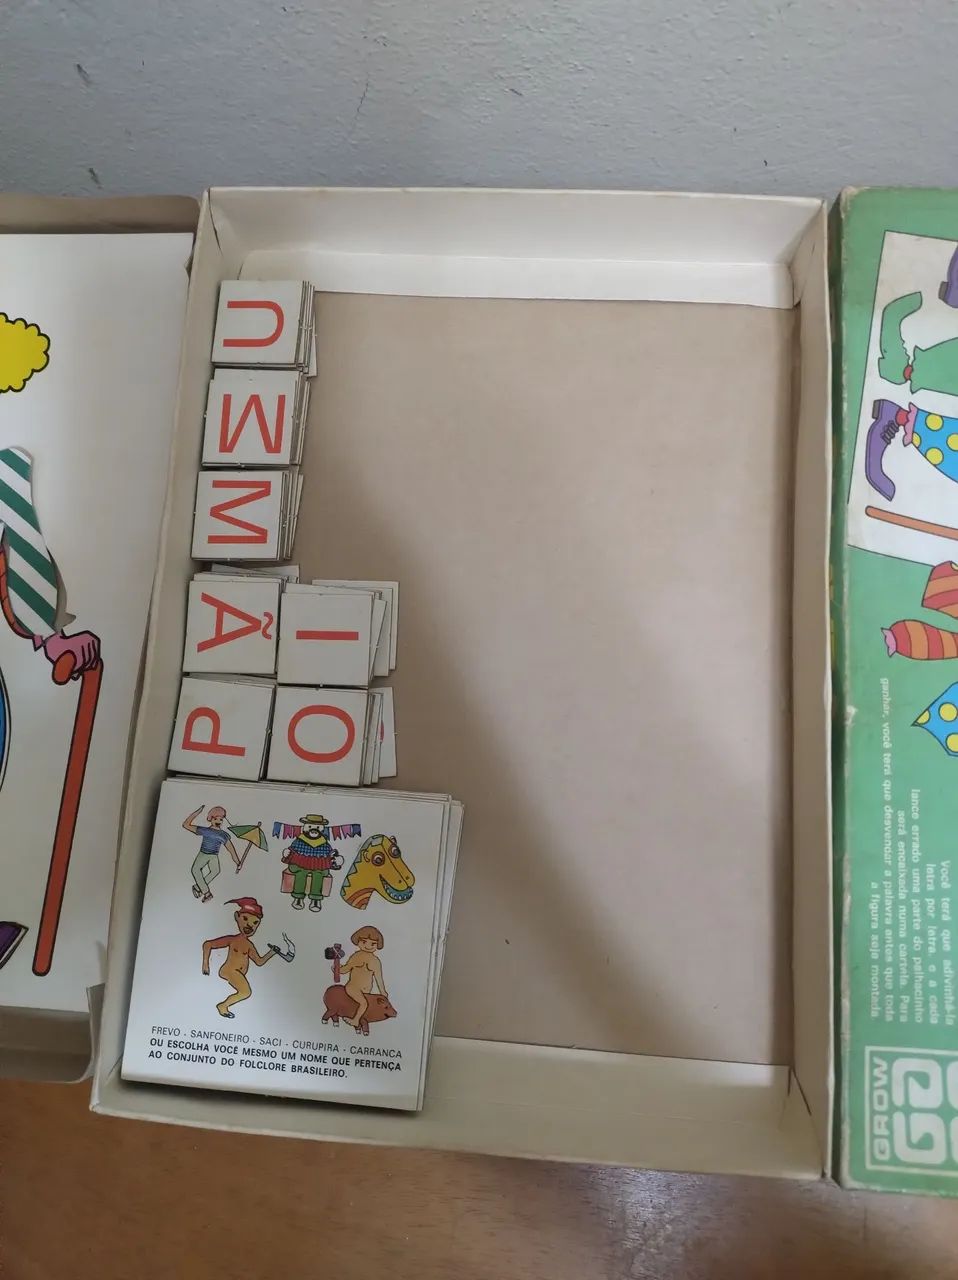 U
M
M
Ã I
P O
FREVO - SANFONEIRO - SACI - CURUPIRA - CARRANCA
OU ESCOLHA VOCÊ MESMO UM NOME QUE PERTENÇA
AO CONJUNTO DO FOLCLORE BRASILEIRO.
Você terá que adivinhá-la
letra por letra, e a cada
lance errado uma parte do palhacinho
será encaixada numa cartela. Para
ganhar, você terá que desvendar a palavra antes que toda
a figura seja montada.
GROW